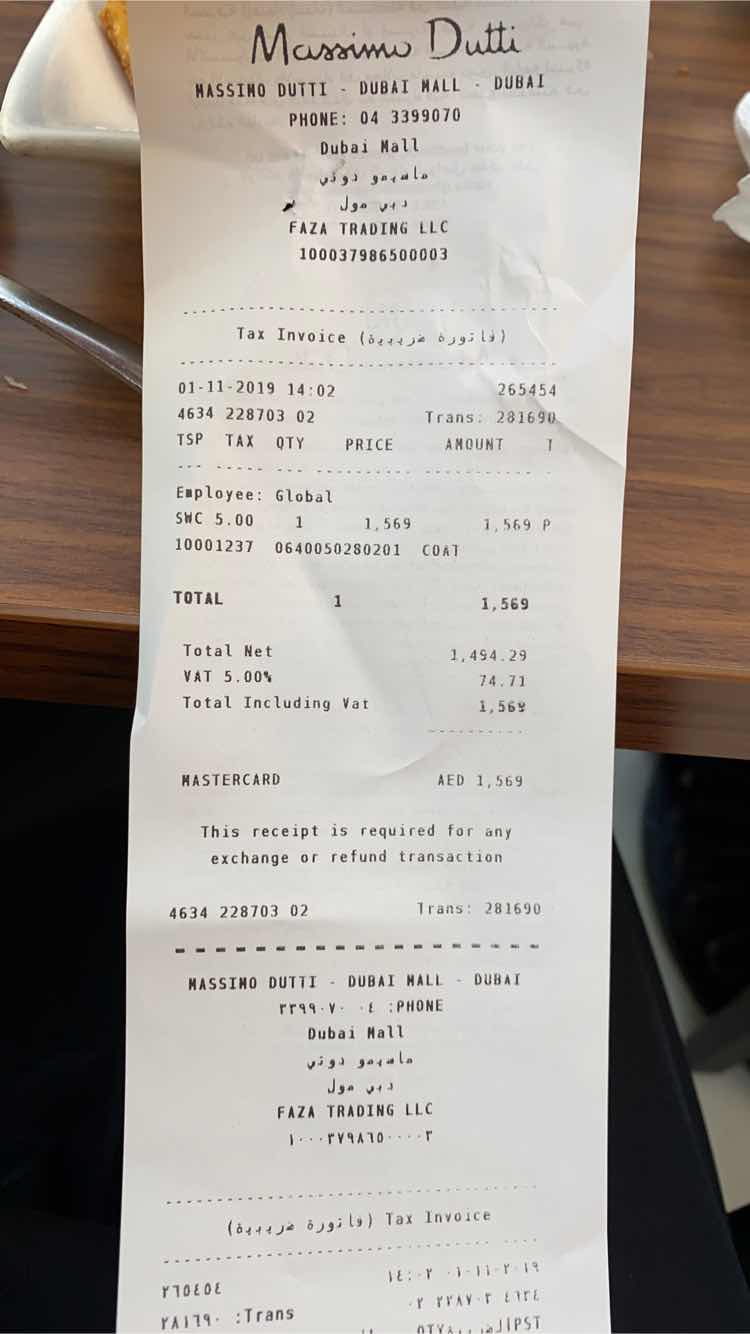 Massimo Dutti
MASSIMO DUTTI - DUBAI MALL - DUBAI
PHONE: 04 3399070
Dubai Mall
ماسيمو دوتي
دبي مول
FAZA TRADING LLC
100037986500003
Tax Invoice (فاتورة ضريبية)
01-11-2019 14:02 265454
4634 228703 02 Trans: 281690
TSP TAX QTY PRICE AMOUNT T
Employee: Global
SWC 5.00 1 1,569 1,569 P
10001237 0640050280201 COAT
TOTAL 1 1,569
Total Net 1,494.29
VAT 5.00% 74.71
Total Including Vat 1,569
MASTERCARD AED 1,569
This receipt is required for any
exchange or refund transaction
4634 228703 02 Trans: 281690
MASSIMO DUTTI - DUBAI MALL - DUBAI
٣٣٩٩٠٧٠ ٠٤ :PHONE
Dubai Mall
ماسيمو دوتي
دبي مول
FAZA TRADING LLC
١٠٠٠٣٧٩٨٦٥٠٠٠٠٣
(فاتورة ضريبية) Tax Invoice
٢٦٥٤٥٤ ١٤:٠٢ ٠١-١١-٢٠١٩
٢٨١٦٩٠ :Trans ٠٢ ٢٢٨٧٠٣ ٤٦٣٤